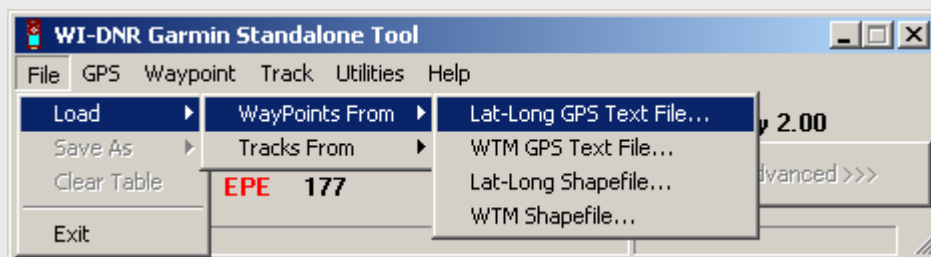 WI-DNR Garmin Standalone Tool
File GPS Waypoint Track Utilities Help
Load WayPoints From Lat-Long GPS Text File... 2.00
Save As Tracks From WTM GPS Text File...
Clear Table EPE 177 Lat-Long Shapefile... dvanced >>>
WTM Shapefile...
Exit